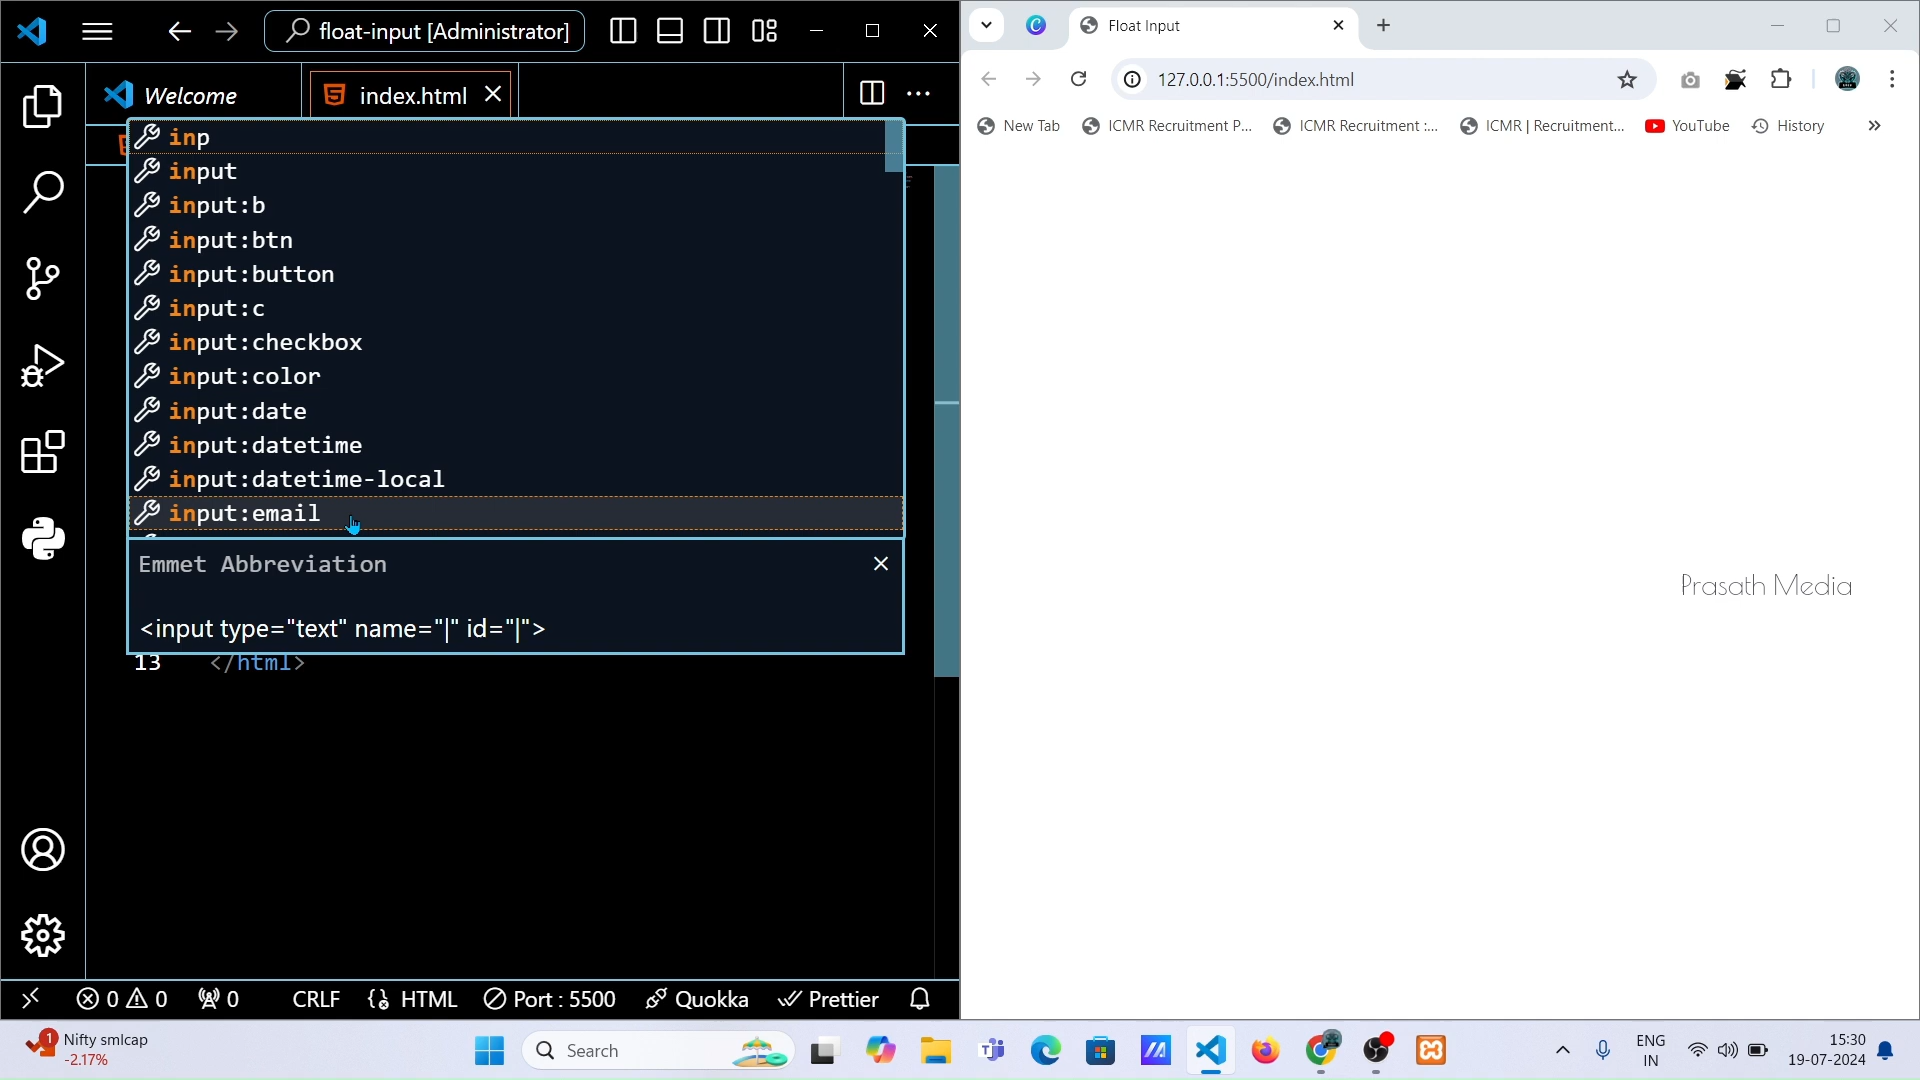 float-input [Administrator]
Welcome
index.html
inp
input
input:b
input:btn
input:button
input:c
input:checkbox
input:color
input:date
input:datetime
input:datetime-local
input:email
Emmet Abbreviation
<input type="text" name="|" id="|">
13 </html>
0 0 0 CRLF HTML Port : 5500 Quokka Prettier
Float Input
127.0.0.1:5500/index.html
New Tab ICMR Recruitment P... ICMR Recruitment :... ICMR | Recruitment... YouTube History
Prasath Media
1
Nifty smlcap
-2.17%
Search
ENG
IN
15:30
19-07-2024